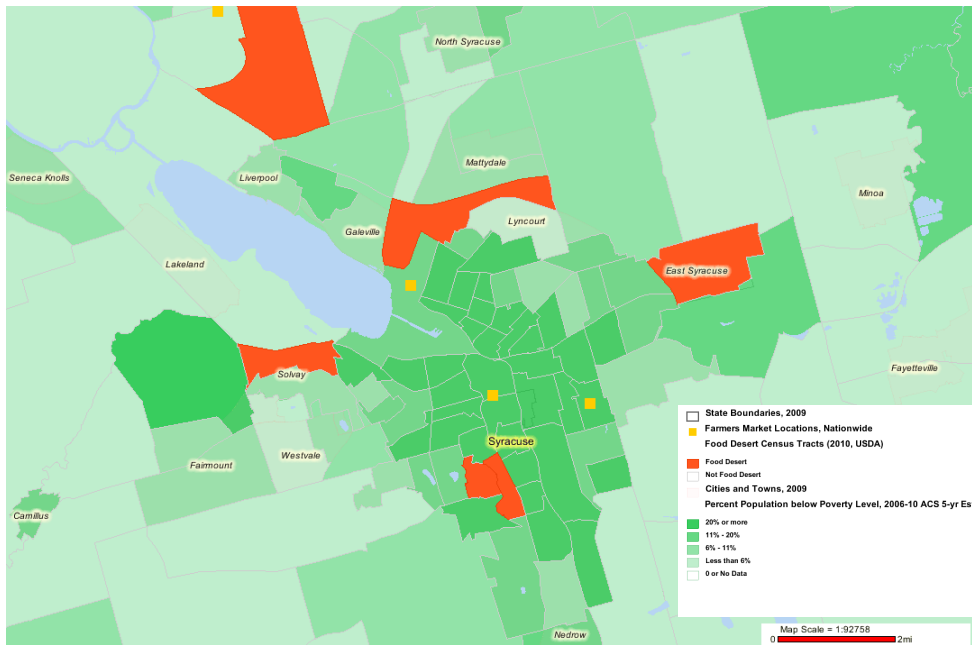 North Syracuse
Mattydale
Liverpool
Seneca Knolls
Minoa
Lyncourt
Galeville
Lakeland
East Syracuse
Solvay
Fayetteville
Syracuse
Westvale
Fairmount
Camillus
Nedrow
State Boundaries, 2009
Farmers Market Locations, Nationwide
Food Desert Census Tracts (2010, USDA)
Food Desert
Not Food Desert
Cities and Towns, 2009
Percent Population below Poverty Level, 2006-10 ACS 5-yr Es
20% or more
11% - 20%
6% - 11%
Less than 6%
0 or No Data
Map Scale = 1:92758
0 2mi